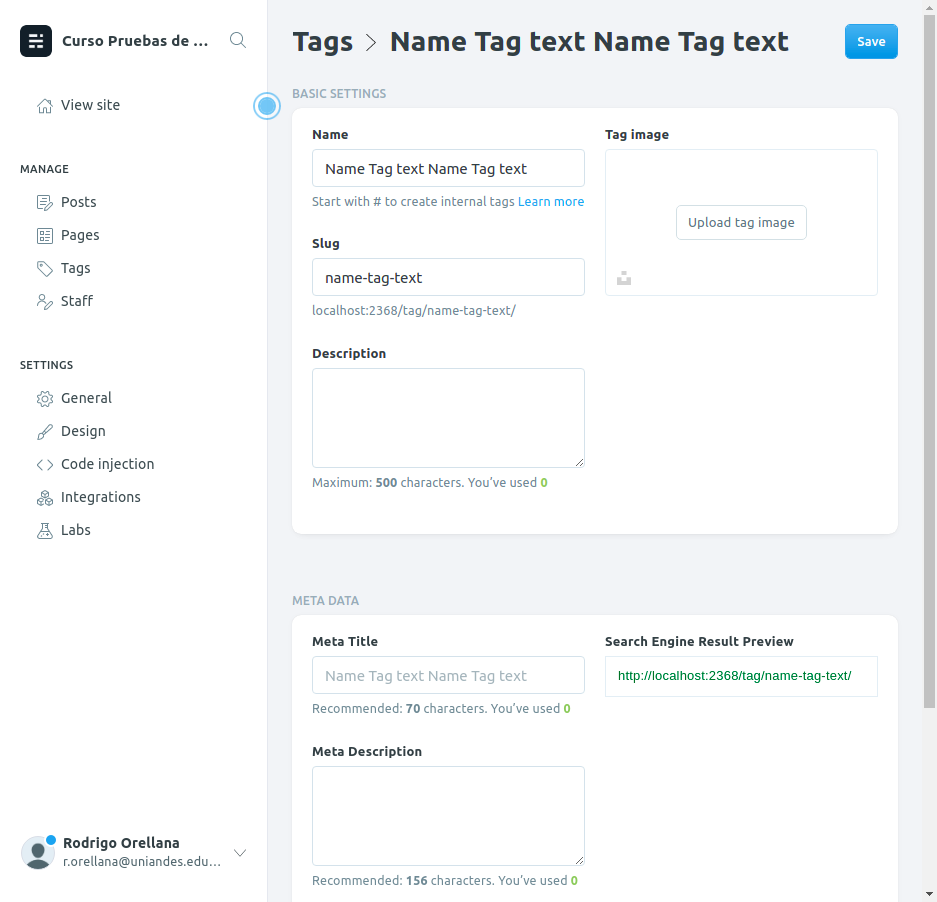 Curso Pruebas de ...
View site
MANAGE
Posts
Pages
Tags
Staff
SETTINGS
General
Design
Code injection
Integrations
Labs
Rodrigo Orellana
r.orellana@uniandes.edu...
Tags > Name Tag text Name Tag text
Save
BASIC SETTINGS
Name
Name Tag text Name Tag text
Start with # to create internal tags Learn more
Slug
name-tag-text
localhost:2368/tag/name-tag-text/
Description
Maximum: 500 characters. You’ve used 0
Tag image
Upload tag image
META DATA
Meta Title
Name Tag text Name Tag text
Recommended: 70 characters. You’ve used 0
Meta Description
Recommended: 156 characters. You’ve used 0
Search Engine Result Preview
http://localhost:2368/tag/name-tag-text/